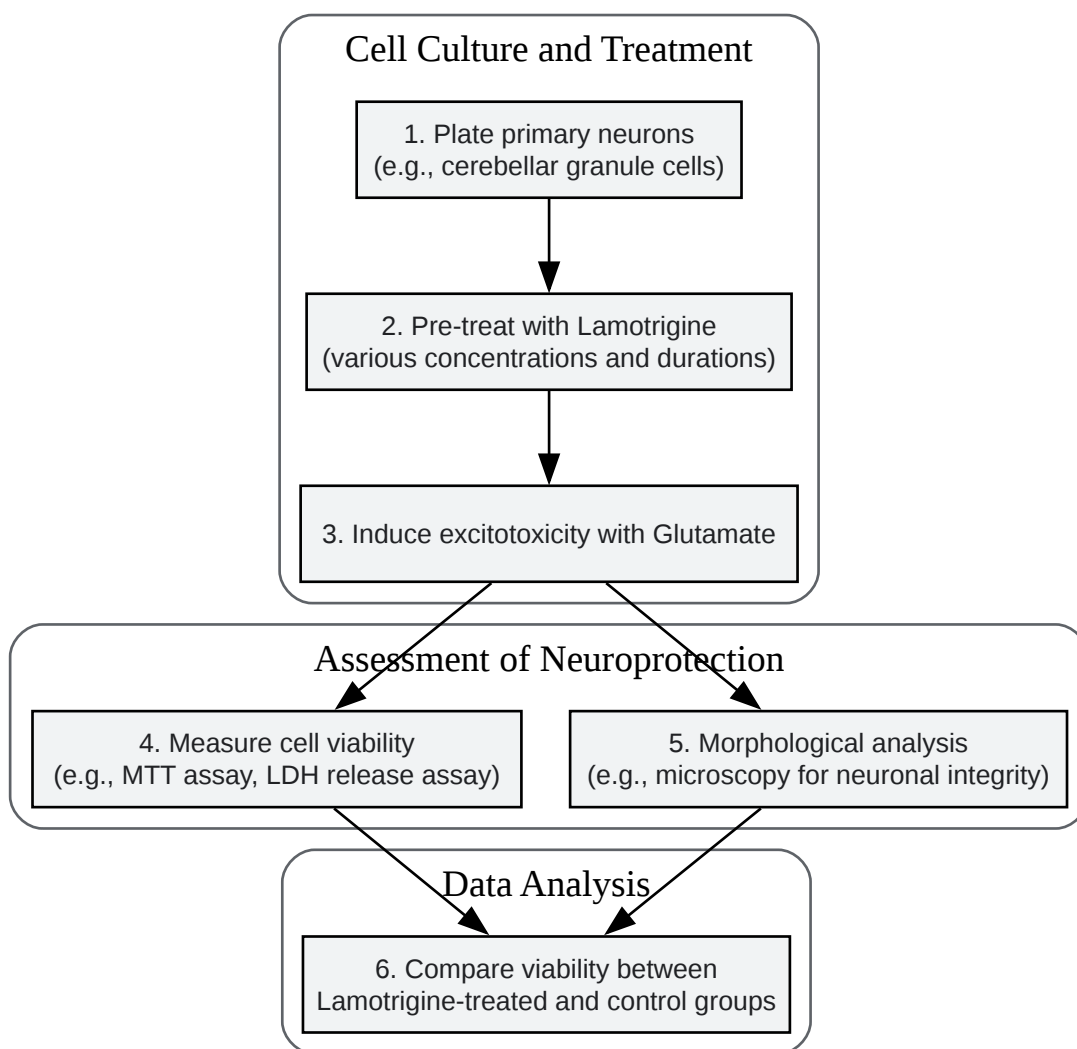 Cell Culture and Treatment
1. Plate primary neurons
(e.g., cerebellar granule cells)
2. Pre-treat with Lamotrigine
(various concentrations and durations)
3. Induce excitotoxicity with Glutamate
Assessment of Neuroprotection
4. Measure cell viability
(e.g., MTT assay, LDH release assay)
5. Morphological analysis
(e.g., microscopy for neuronal integrity)
Data Analysis
6. Compare viability between
Lamotrigine-treated and control groups